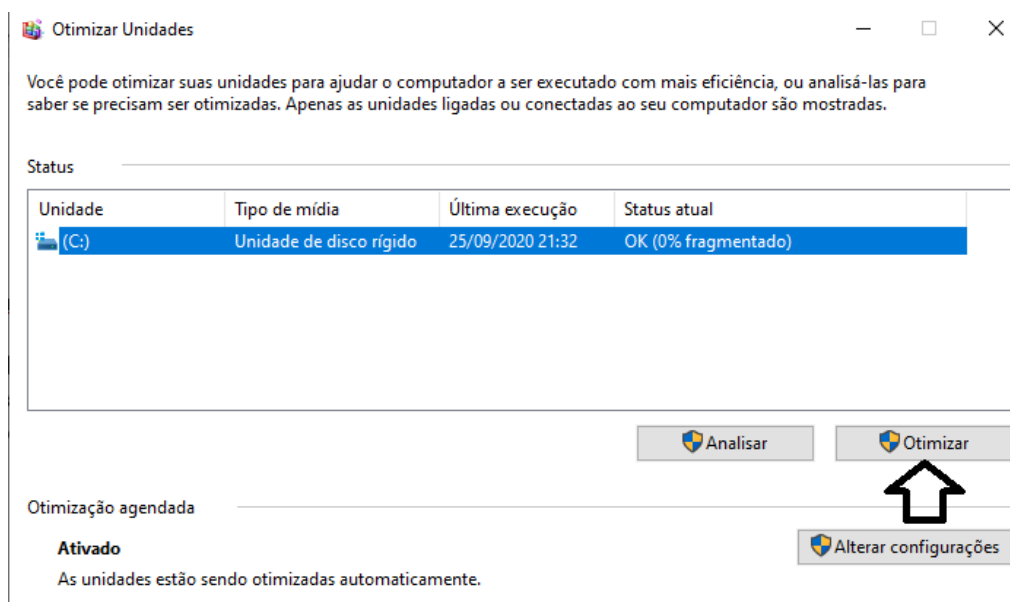 Otimizar Unidades
Você pode otimizar suas unidades para ajudar o computador a ser executado com mais eficiência, ou analisá-las para
saber se precisam ser otimizadas. Apenas as unidades ligadas ou conectadas ao seu computador são mostradas.
Status
Unidade Tipo de mídia Última execução Status atual
(C:) Unidade de disco rígido 25/09/2020 21:32 OK (0% fragmentado)
Analisar Otimizar
Otimização agendada
Ativado Alterar configurações
As unidades estão sendo otimizadas automaticamente.